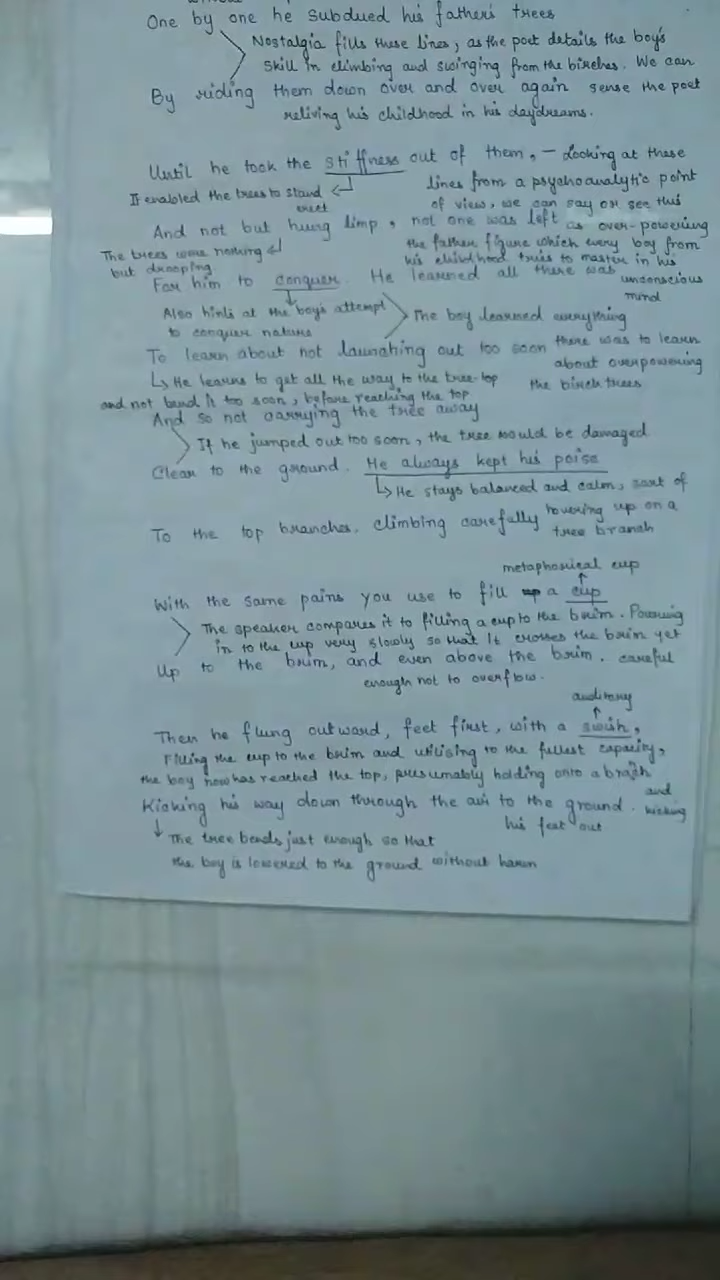 One by one he subdued his father's trees
Nostalgia fills these lines, as the poet details the boy's
skill in climbing and swinging from the birches. We can
By riding them down over and over again sense the poet
reliving his childhood in his daydreams.
Until he took the stiffness out of them, - Looking at these
If enabled the trees to stand lines from a psychoanalytic point
erect of view, we can say or see this
And not but hung limp, not one was left as over-powering
The trees were nothing the father figure which every boy from
but drooping his childhood tries to master in his
For him to conquer. He learned all there was unconscious
mind
Also hints at the boy's attempt The boy learned everything
to conquer nature
To learn about not launching out too soon there was to learn
about overpowering
He learns to get all the way to the tree-top the birch trees
and not bend it too soon, before reaching the top
And so not carrying the tree away
If he jumped out too soon, the tree would be damaged
Clear to the ground. He always kept his poise
He stays balanced and calm, sort of
To the top branches, climbing carefully hovering up on a
tree branch
metaphorical cup
With the same pains you use to fill a cup
The speaker compares it to filling a cup to the brim. Pouring
in to the cup very slowly so that it crosses the brim yet
Up to the brim, and even above the brim. careful
enough not to overflow.
auditory
Then he flung outward, feet first, with a swish,
Filling the cup to the brim and utilising to the fullest capacity,
the boy now has reached the top, presumably holding onto a brach
Kicking his way down through the air to the ground. and kicking
his feet out
The tree bends just enough so that
the boy is lowered to the ground without harm